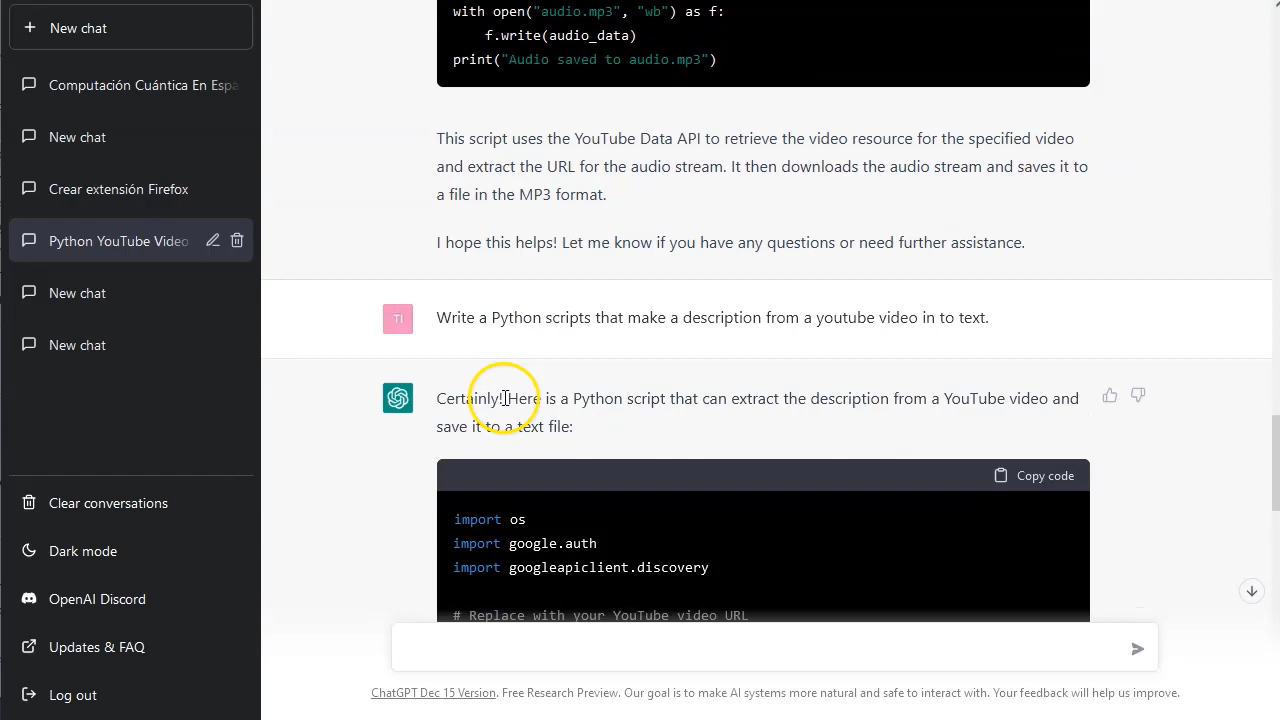 New chat
Computación Cuántica En Espa
New chat
Crear extensión Firefox
Python YouTube Video
New chat
New chat
Clear conversations
Dark mode
OpenAI Discord
Updates & FAQ
Log out
with open("audio.mp3", "wb") as f:
f.write(audio_data)
print("Audio saved to audio.mp3")
This script uses the YouTube Data API to retrieve the video resource for the specified video
and extract the URL for the audio stream. It then downloads the audio stream and saves it to
a file in the MP3 format.
I hope this helps! Let me know if you have any questions or need further assistance.
TI
Write a Python scripts that make a description from a youtube video in to text.
Certainly! Here is a Python script that can extract the description from a YouTube video and
save it to a text file:
Copy code
import os
import google.auth
import googleapiclient.discovery
# Replace with your YouTube video URL
ChatGPT Dec 15 Version. Free Research Preview. Our goal is to make AI systems more natural and safe to interact with. Your feedback will help us improve.